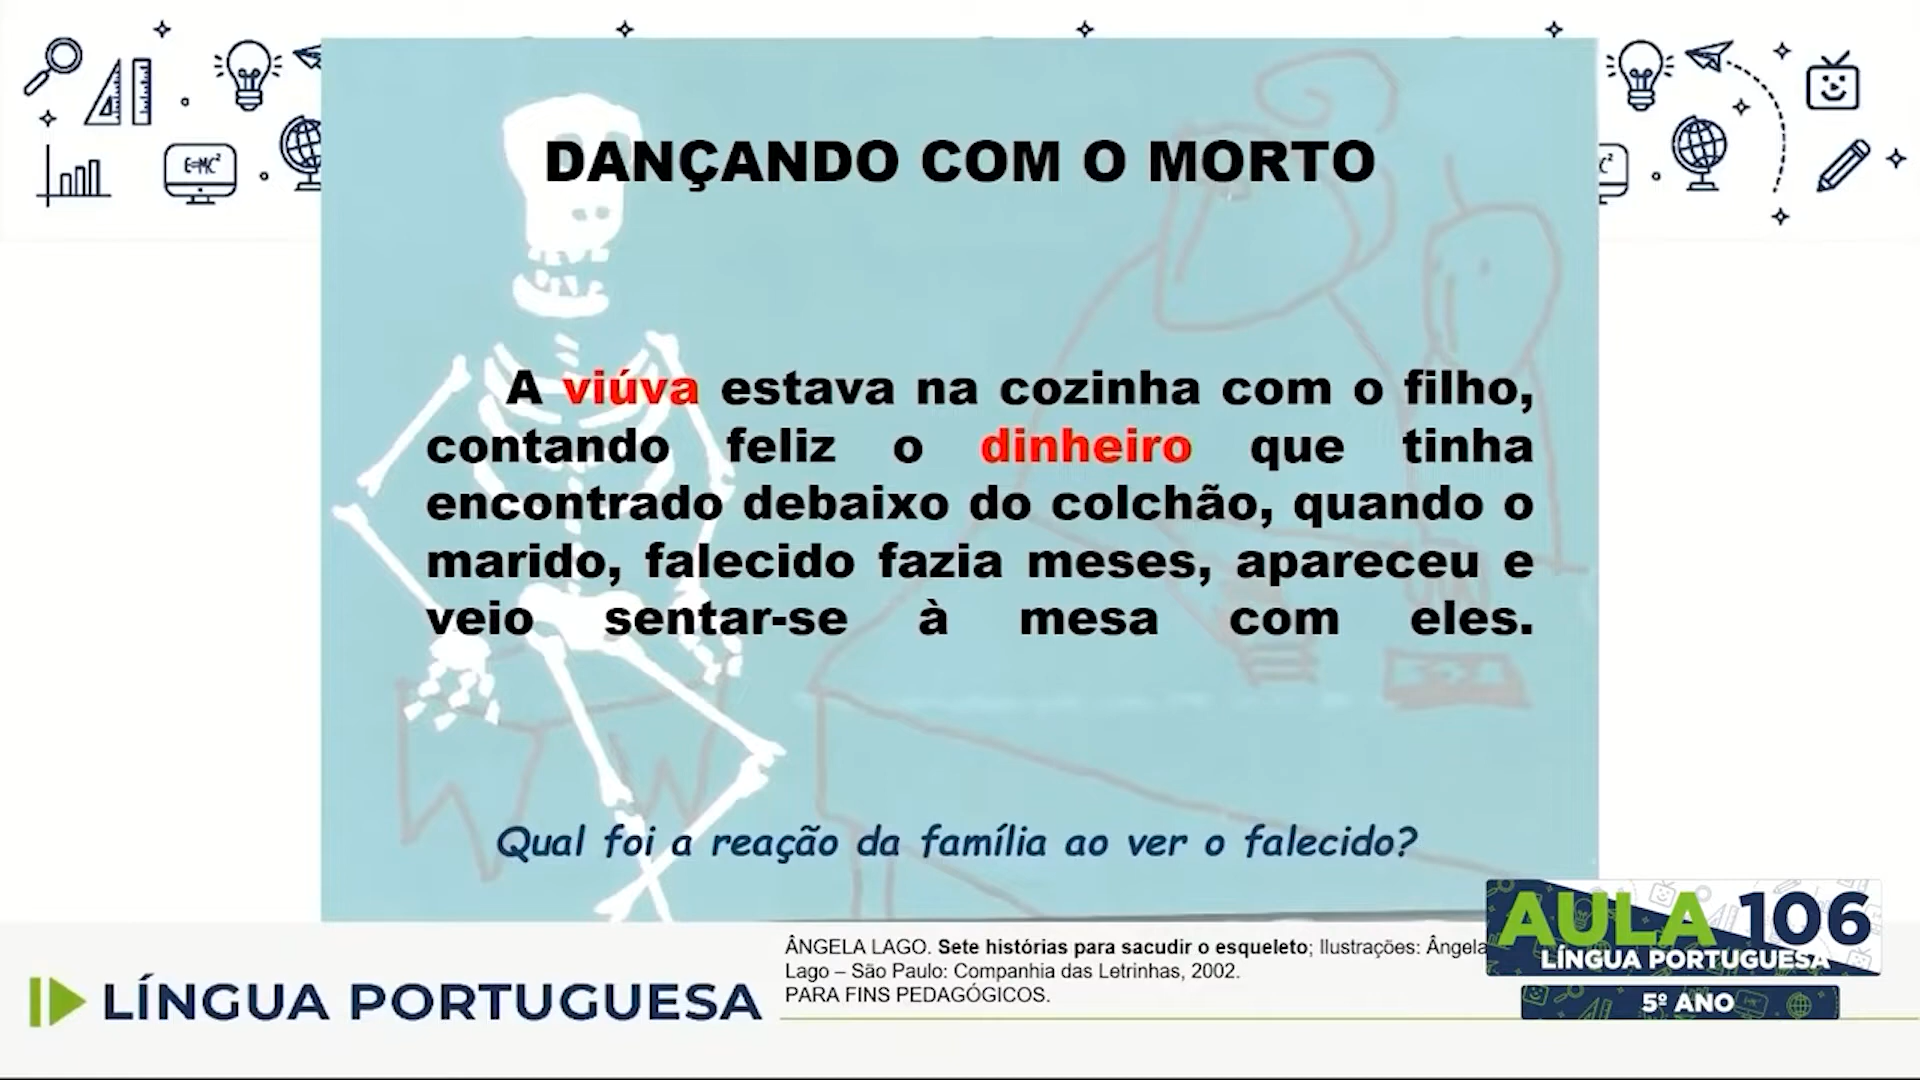 E=MC²
C²
DANÇANDO COM O MORTO
A viúva estava na cozinha com o filho,
contando feliz o dinheiro que tinha
encontrado debaixo do colchão, quando o
marido, falecido fazia meses, apareceu e
veio sentar-se à mesa com eles.
Qual foi a reação da família ao ver o falecido?
ÂNGELA LAGO. Sete histórias para sacudir o esqueleto; Ilustrações: Ângela
Lago – São Paulo: Companhia das Letrinhas, 2002.
PARA FINS PEDAGÓGICOS.
LÍNGUA PORTUGUESA
AULA 106
LÍNGUA PORTUGUESA
5º ANO